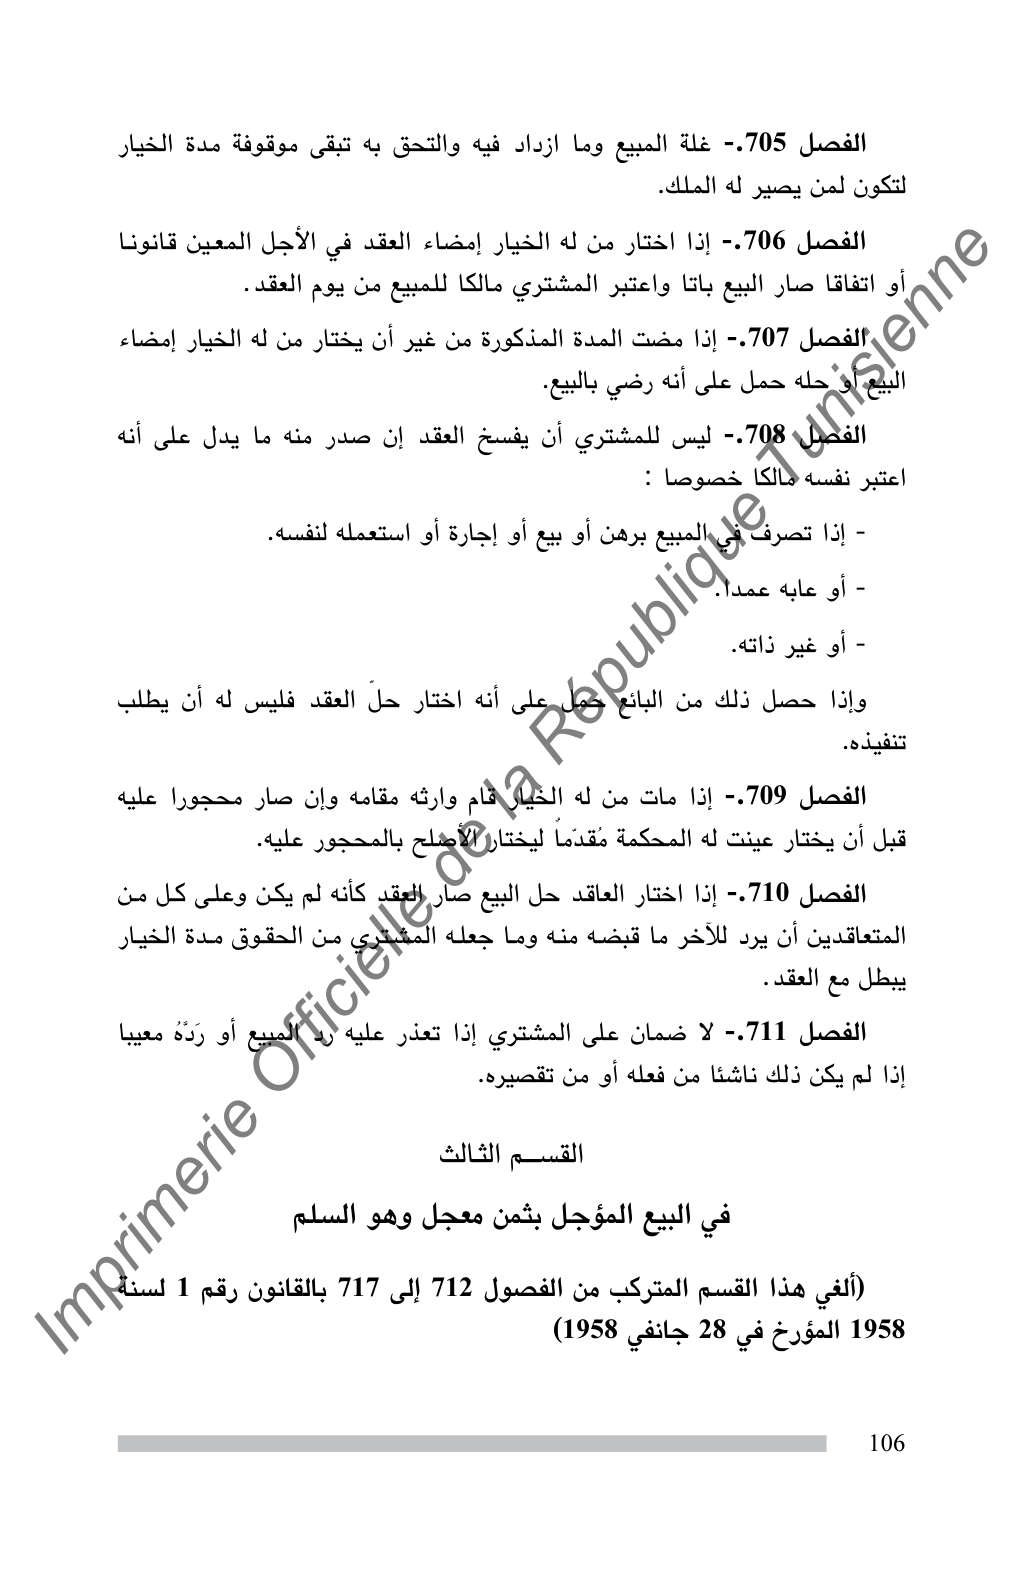 الفصل 705.- غلة المبيع وما ازداد فيه والتحق به تبقى موقوفة مدة الخيار
لتكون لمن يصير له الملك.
الفصل 706.- إذا اختار من له الخيار إمضاء العقد في الأجل المعين قانونا
أو اتفاقا صار البيع باتا واعتبر المشتري مالكا للمبيع من يوم العقد.
الفصل 707.- إذا مضت المدة المذكورة من غير أن يختار من له الخيار إمضاء
البيع أو حله حمل على أنه رضي بالبيع.
الفصل 708.- ليس للمشتري أن يفسخ العقد إن صدر منه ما يدل على أنه
اعتبر نفسه مالكا خصوصا :
- إذا تصرف في المبيع برهن أو بيع أو إجارة أو استعمله لنفسه.
- أو عابه عمدا.
- أو غير ذاته.
وإذا حصل ذلك من البائع حمل على أنه اختار حلّ العقد فليس له أن يطلب
تنفيذه.
الفصل 709.- إذا مات من له الخيار قام وارثه مقامه وإن صار محجورا عليه
قبل أن يختار عينت له المحكمة مُقدّماً ليختار الأصلح بالمحجور عليه.
الفصل 710.- إذا اختار العاقد حل البيع صار العقد كأنه لم يكن وعلى كل من
المتعاقدين أن يرد للآخر ما قبضه منه وما جعله المشتري من الحقوق مدة الخيار
يبطل مع العقد.
الفصل 711.- لا ضمان على المشتري إذا تعذر عليه رد المبيع أو رَدَّهُ معيبا
إذا لم يكن ذلك ناشئا من فعله أو من تقصيره.
القســـم الثـالث
في البيع المؤجل بثمن معجل وهو السلم
(ألغي هذا القسم المتركب من الفصول 712 إلى 717 بالقانون رقم 1 لسنة
1958 المؤرخ في 28 جانفي 1958)
106
Imprimerie Officielle de la République Tunisienne